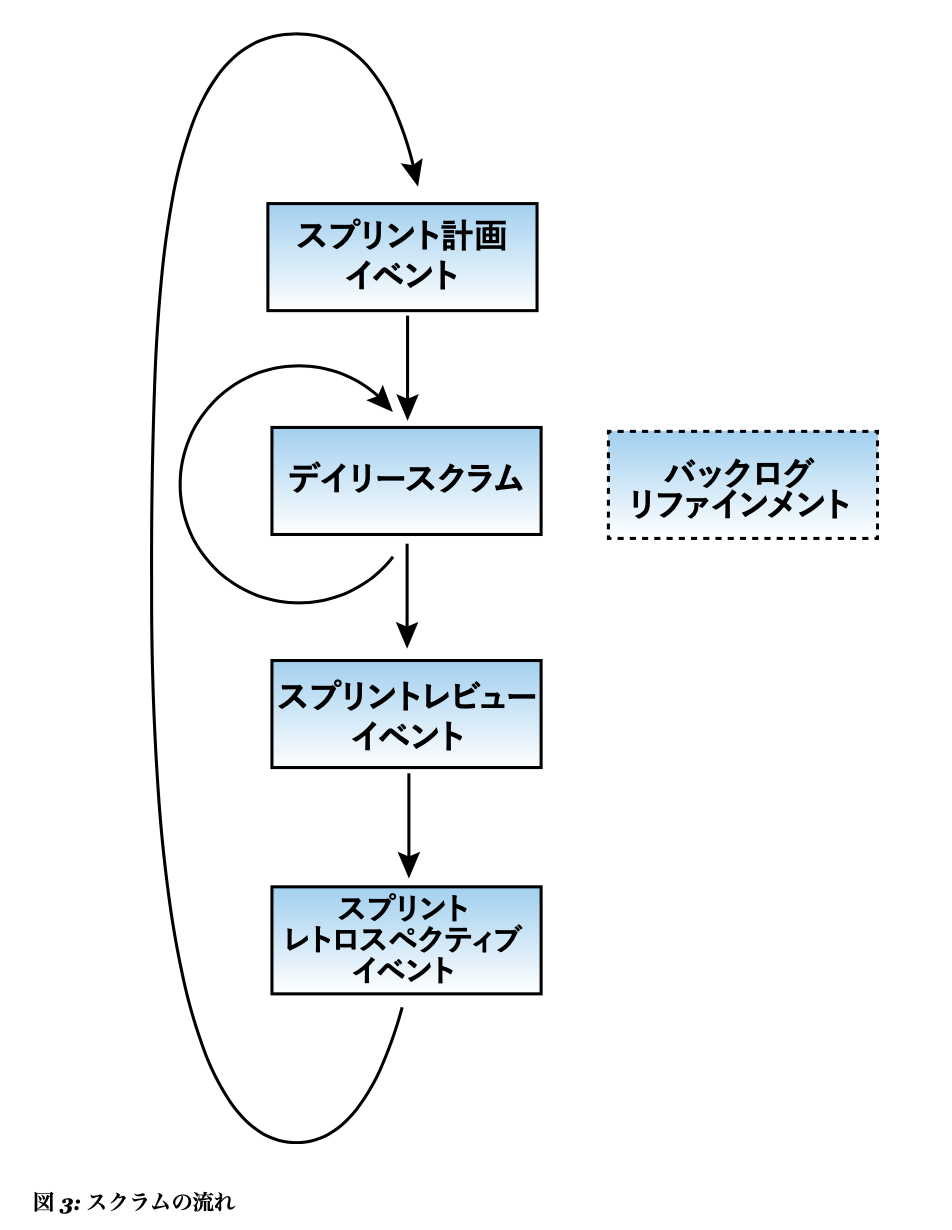 スプリント計画
イベント
デイリースクラム
バックログ
リファインメント
スプリントレビュー
イベント
スプリント
レトロスペクティブ
イベント
図 3: スクラムの流れ